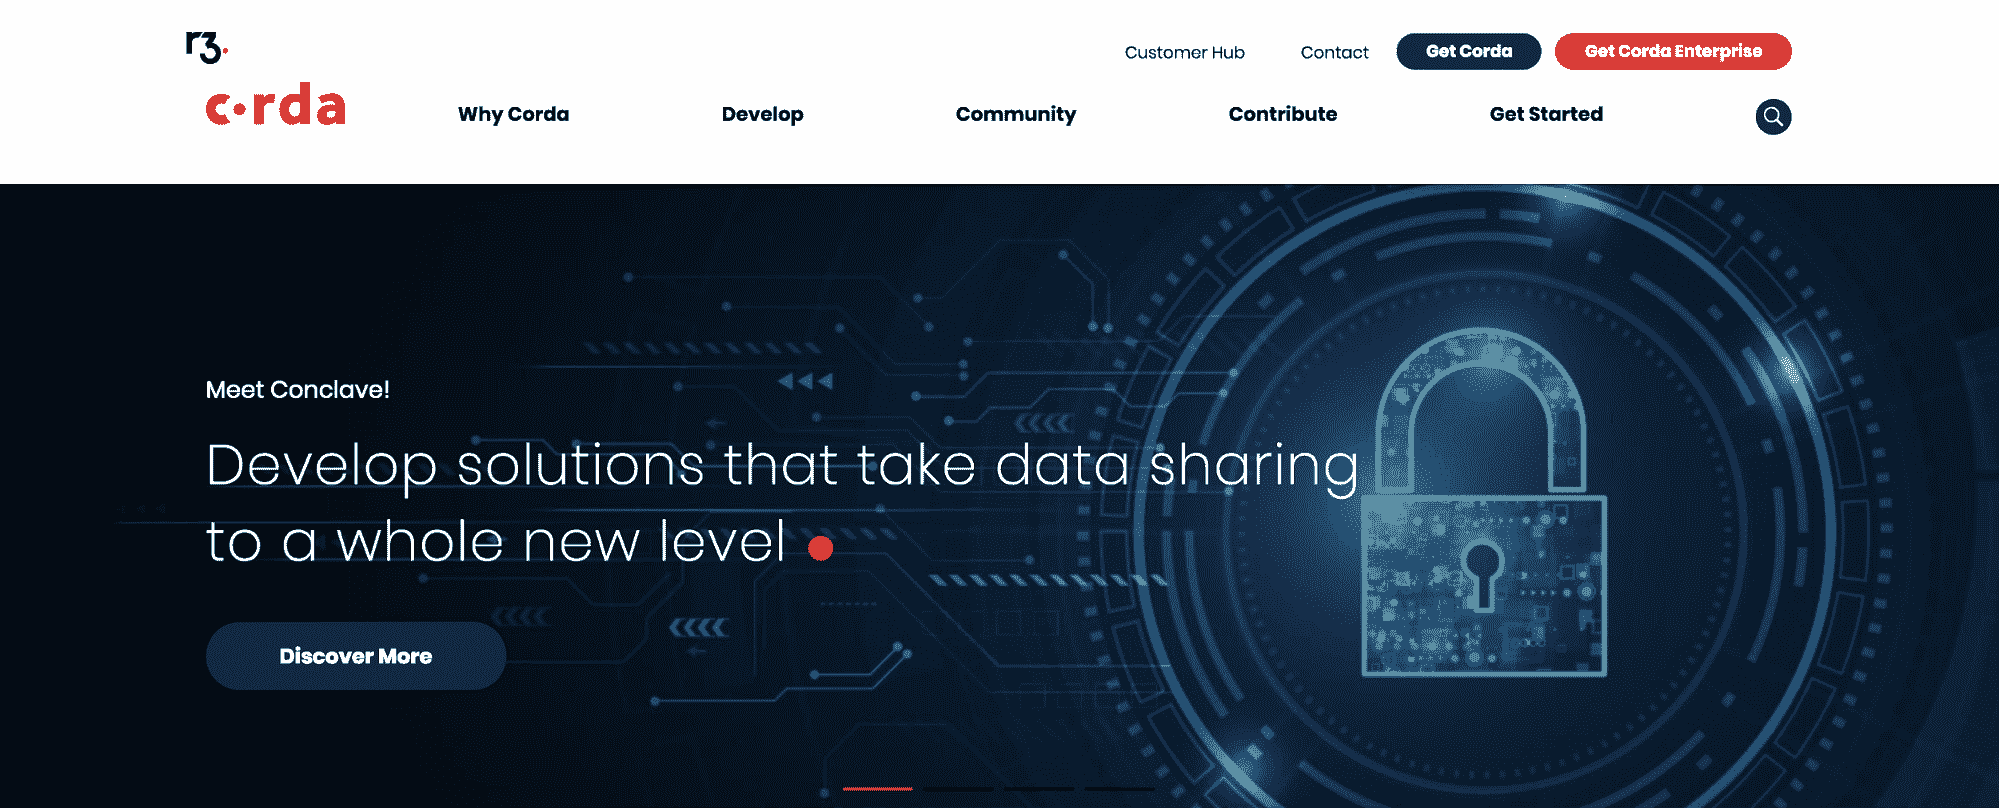 r3.
Customer Hub Contact Get Corda Get Corda Enterprise
c•rda
Why Corda Develop Community Contribute Get Started
Meet Conclave!
Develop solutions that take data sharing
to a whole new level
Discover More